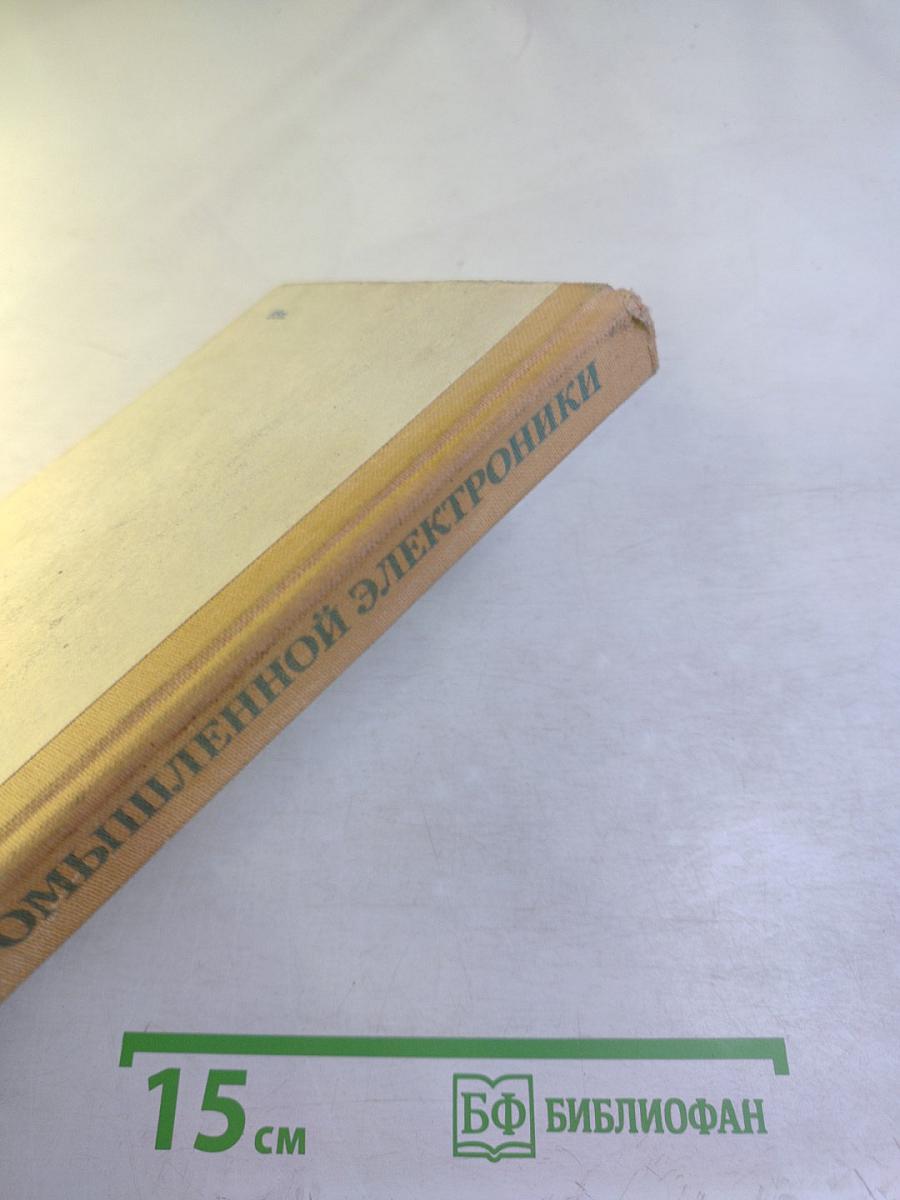 ОМЫШЛЕННОЙ ЭЛЕКТРОНИКИ
15 см
БФ БИБЛИОФАН